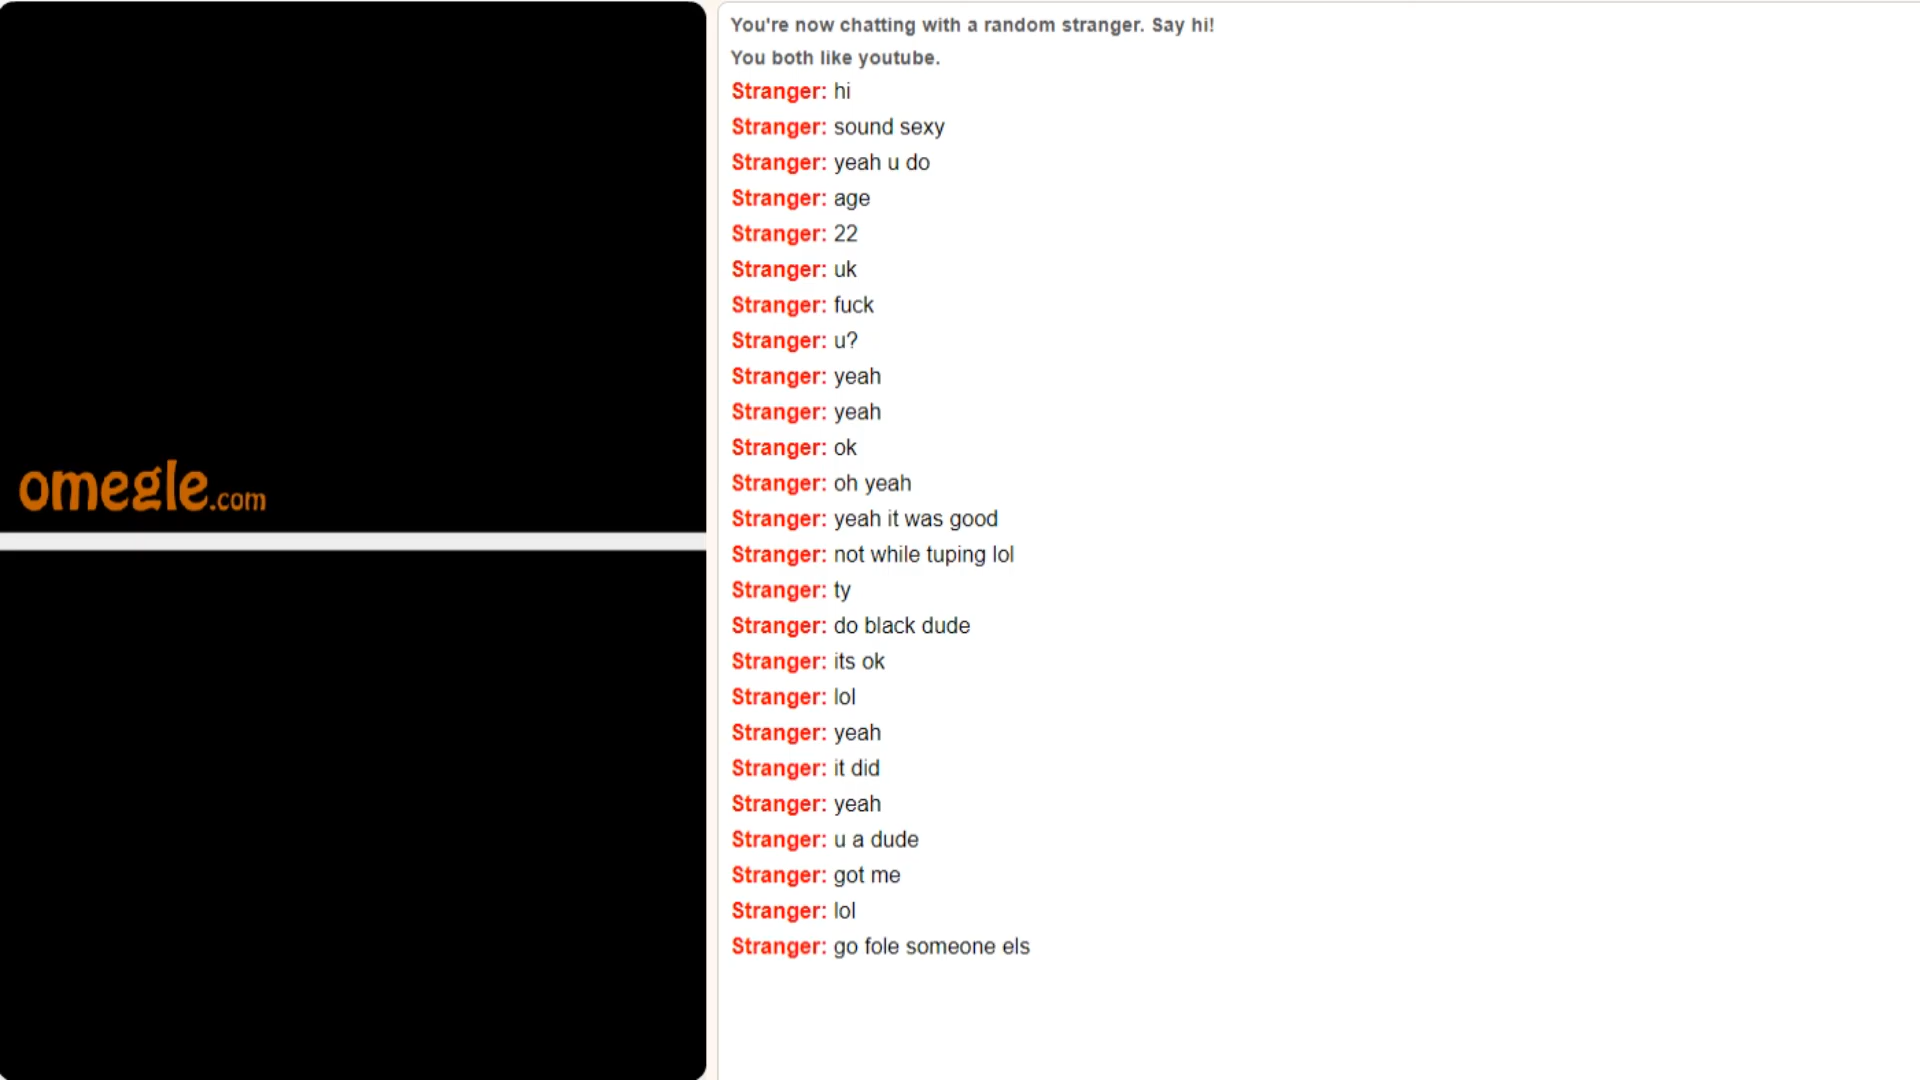 You're now chatting with a random stranger. Say hi!
You both like youtube.
Stranger: hi
Stranger: sound sexy
Stranger: yeah u do
Stranger: age
Stranger: 22
Stranger: uk
Stranger: fuck
Stranger: u?
Stranger: yeah
Stranger: yeah
Stranger: ok
Stranger: oh yeah
Stranger: yeah it was good
Stranger: not while tuping lol
Stranger: ty
Stranger: do black dude
Stranger: its ok
Stranger: lol
Stranger: yeah
Stranger: it did
Stranger: yeah
Stranger: u a dude
Stranger: got me
Stranger: lol
Stranger: go fole someone els
omegle.com